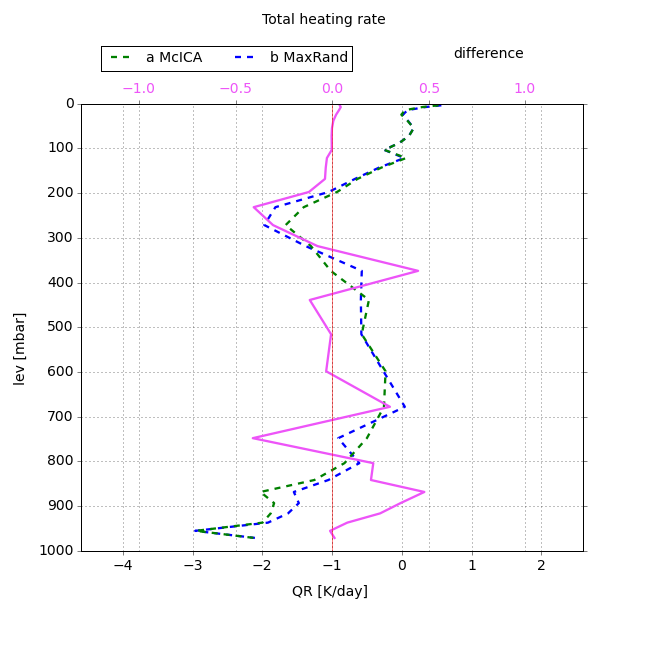 Total heating rate
a McICA b MaxRand difference
−1.0 −0.5 0.0 0.5 1.0
0
100
200
300
400
500
600
700
800
900
1000
lev [mbar]
−4 −3 −2 −1 0 1 2
QR [K/day]